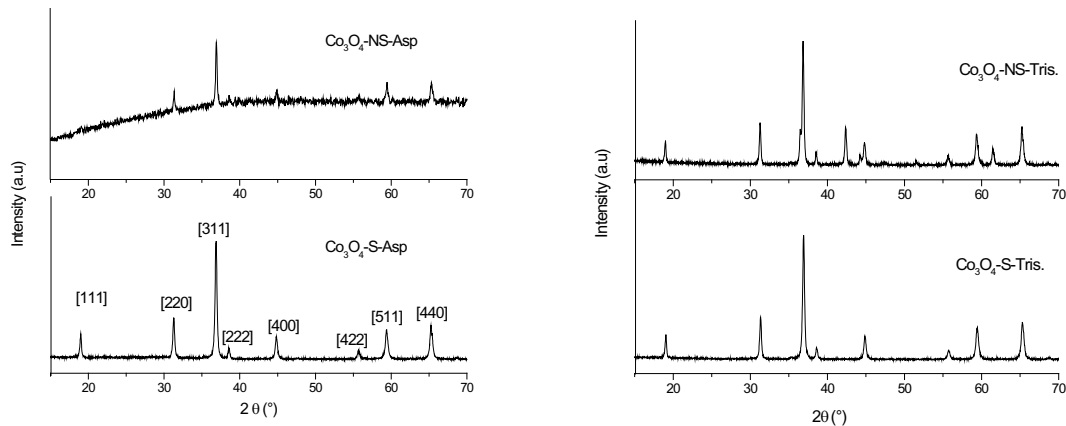 Co₃O₄-NS-Asp
20 30 40 50 60 70
Intensity (a.u)
[311]
Co₃O₄-S-Asp
[111]
[220]
[222]
[400]
[422]
[511]
[440]
20 30 40 50 60 70
2 θ (°)
Co₃O₄-NS-Tris.
20 30 40 50 60 70
Intensity (a.u)
Co₃O₄-S-Tris.
20 30 40 50 60 70
2θ (°)